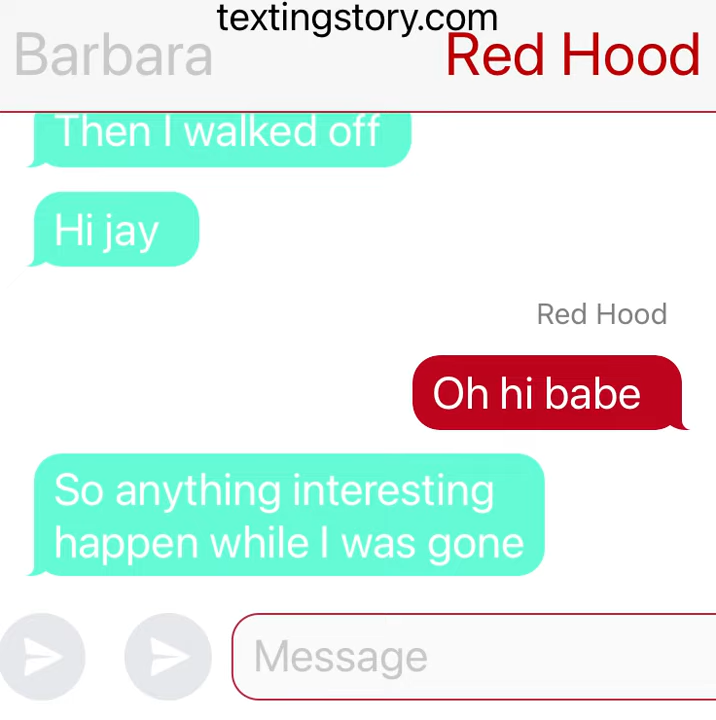 textingstory.com
Barbara
Red Hood
Then I walked off
Hi jay
Red Hood
Oh hi babe
So anything interesting
happen while I was gone
Message